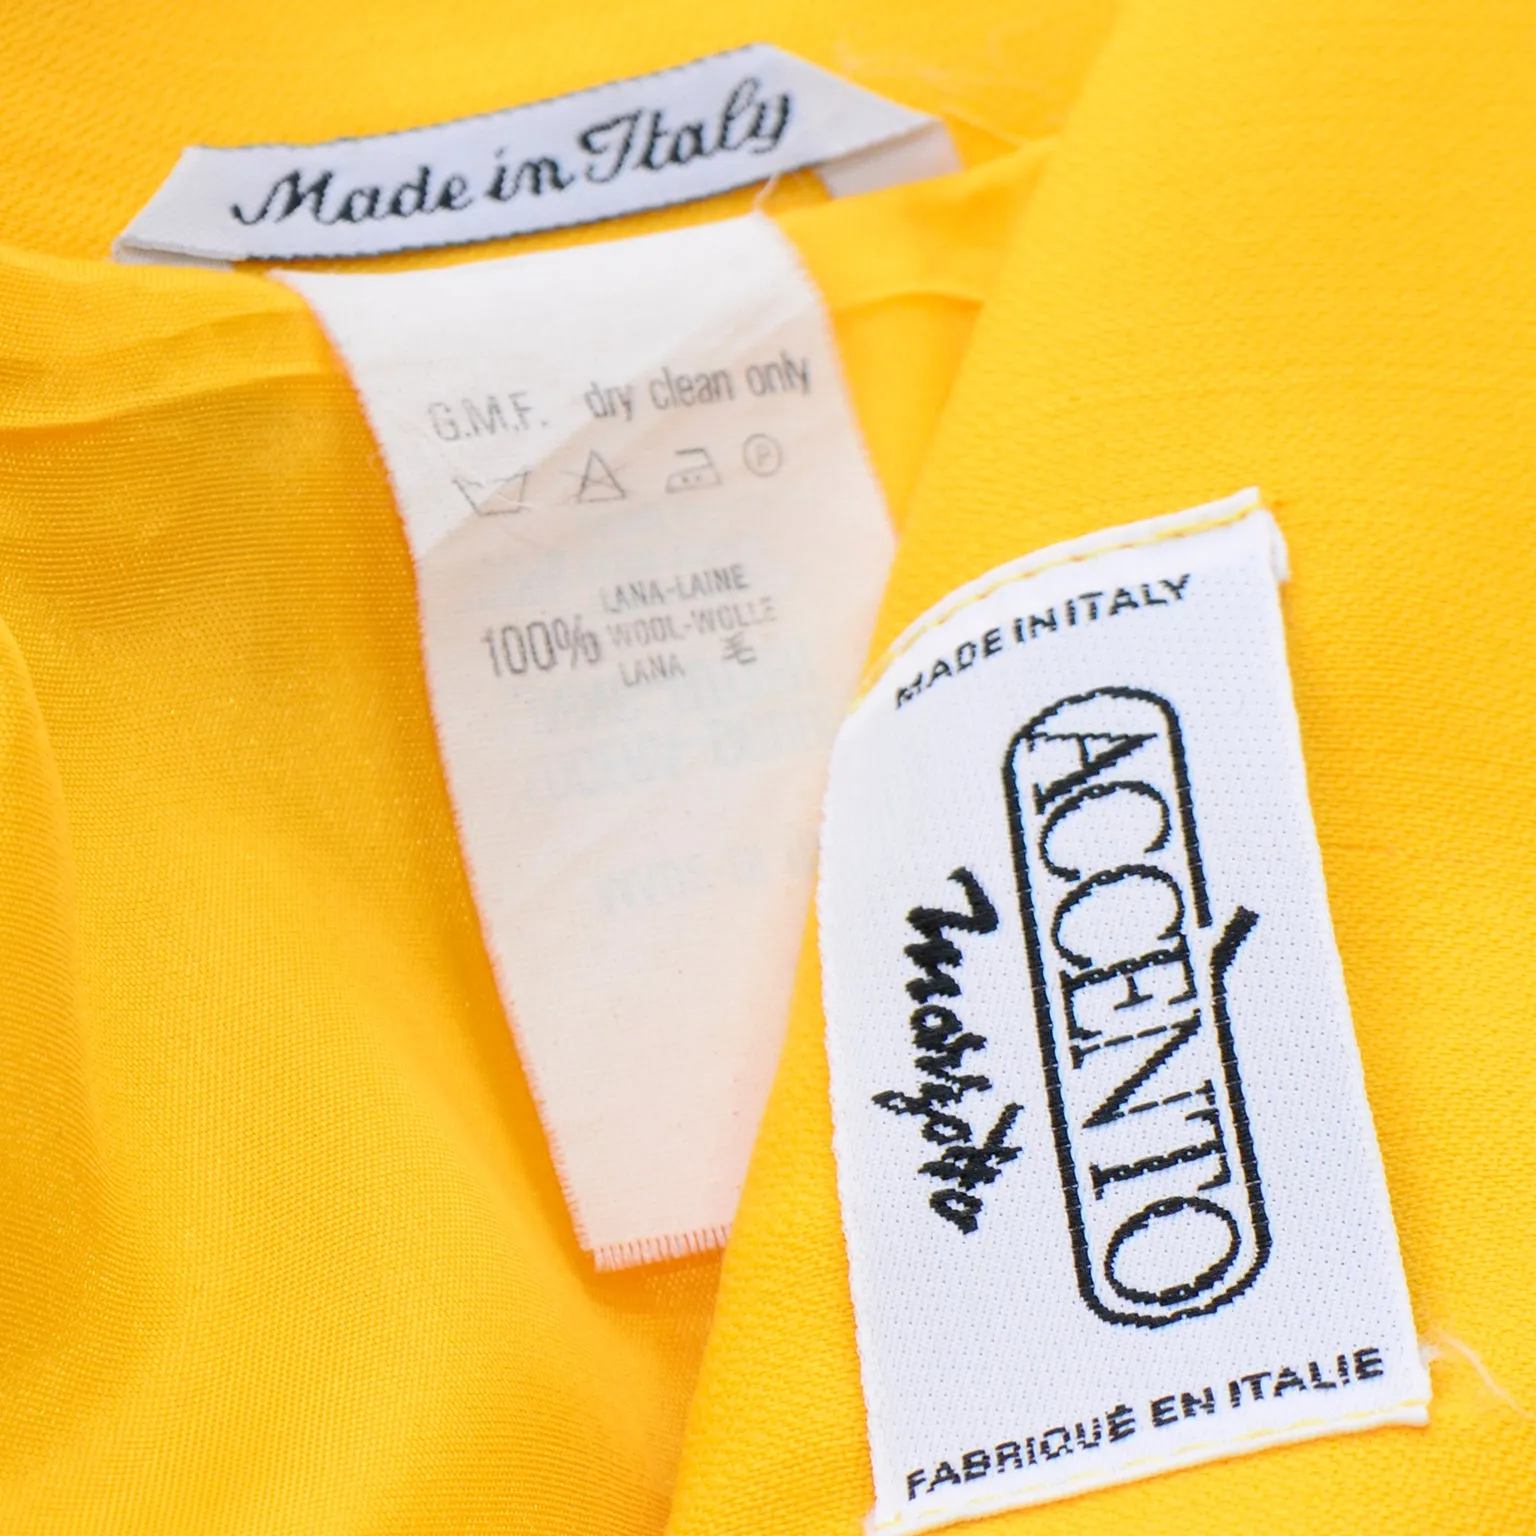 Made in Italy
G.M.F. dry clean only
P
LANA-LAINE
100% WOOL-WOLLE
LANA 毛
MADE IN ITALY
ACCENTO
FABRIQUÉ EN ITALIE